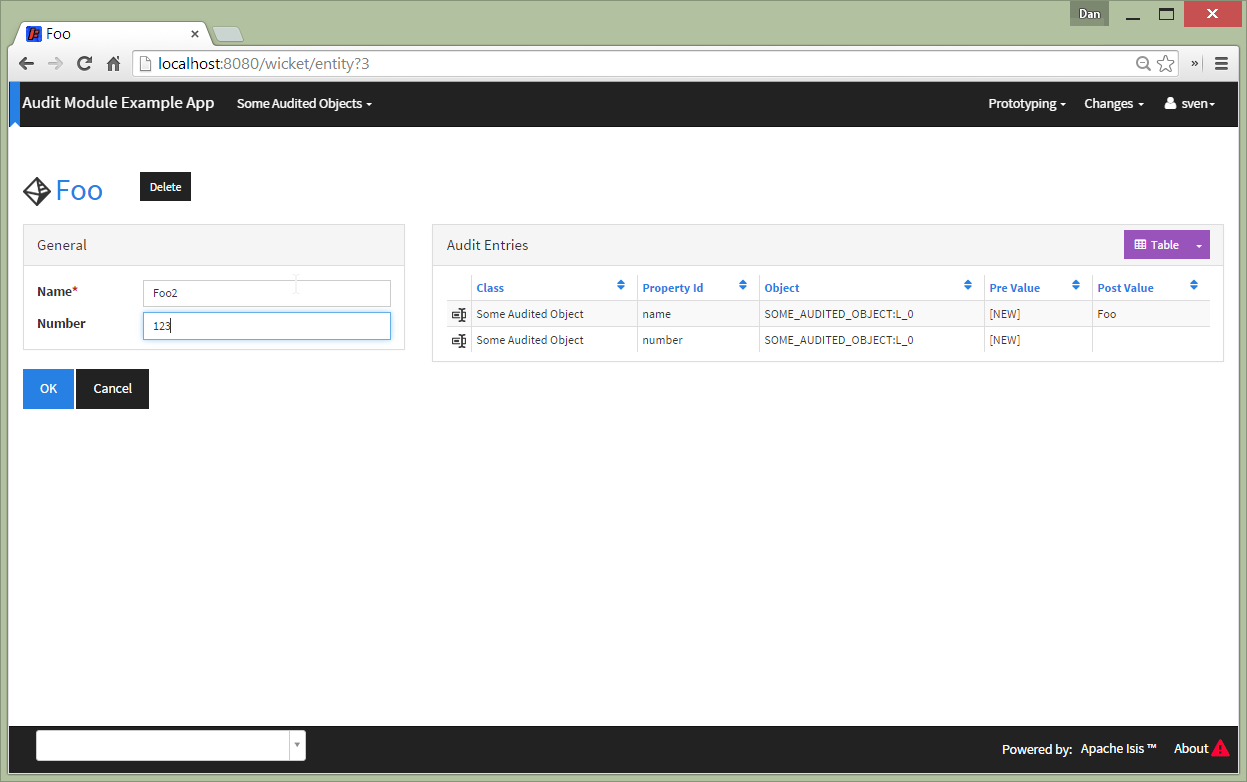 Dan
Foo
localhost:8080/wicket/entity?3
Audit Module Example App Some Audited Objects Prototyping Changes sven
Foo Delete
General
Name* Foo2
Number 123
OK Cancel
Audit Entries Table
Class Property Id Object Pre Value Post Value
Some Audited Object name SOME_AUDITED_OBJECT:L_0 [NEW] Foo
Some Audited Object number SOME_AUDITED_OBJECT:L_0 [NEW]
Powered by: Apache Isis ™ About